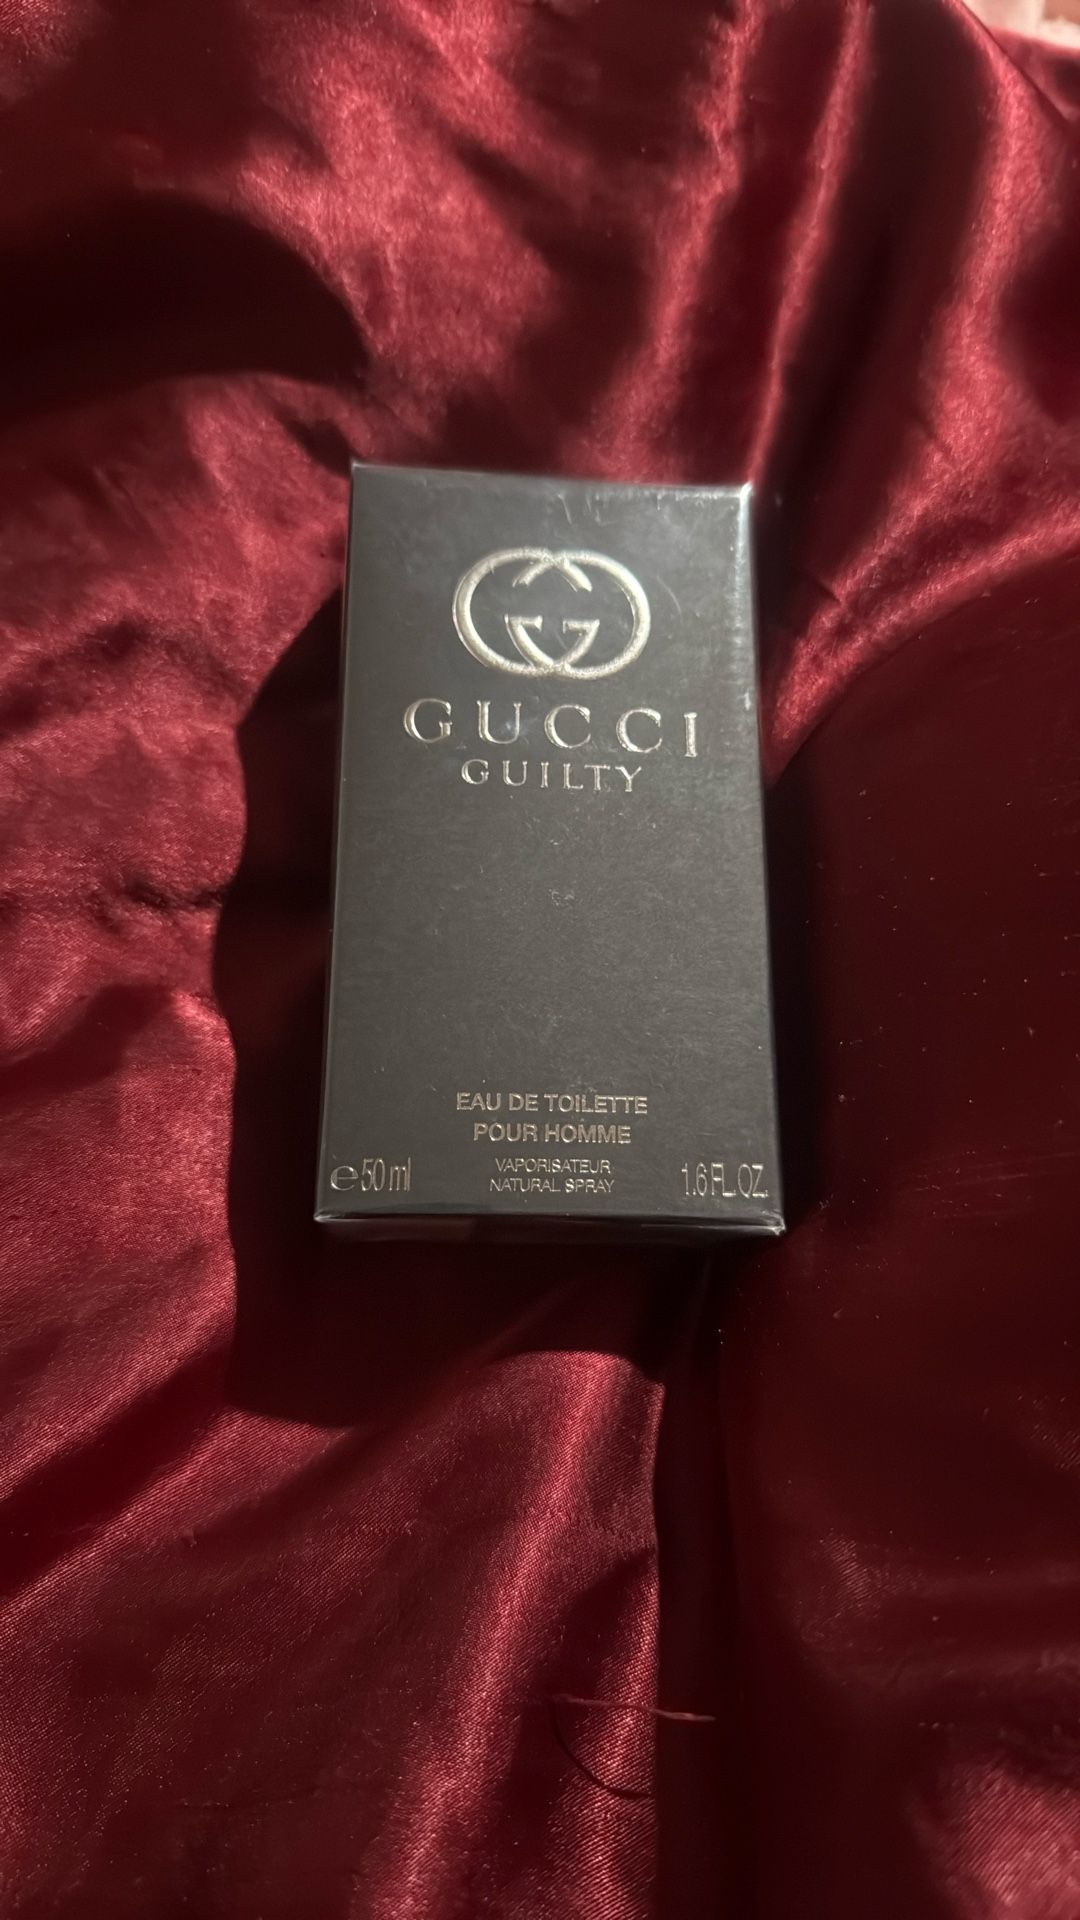 GUCCI
GUILTY
EAU DE TOILETTE
POUR HOMME
VAPORISATEUR
NATURAL SPRAY
℮50 ml
1.6 FL.OZ.